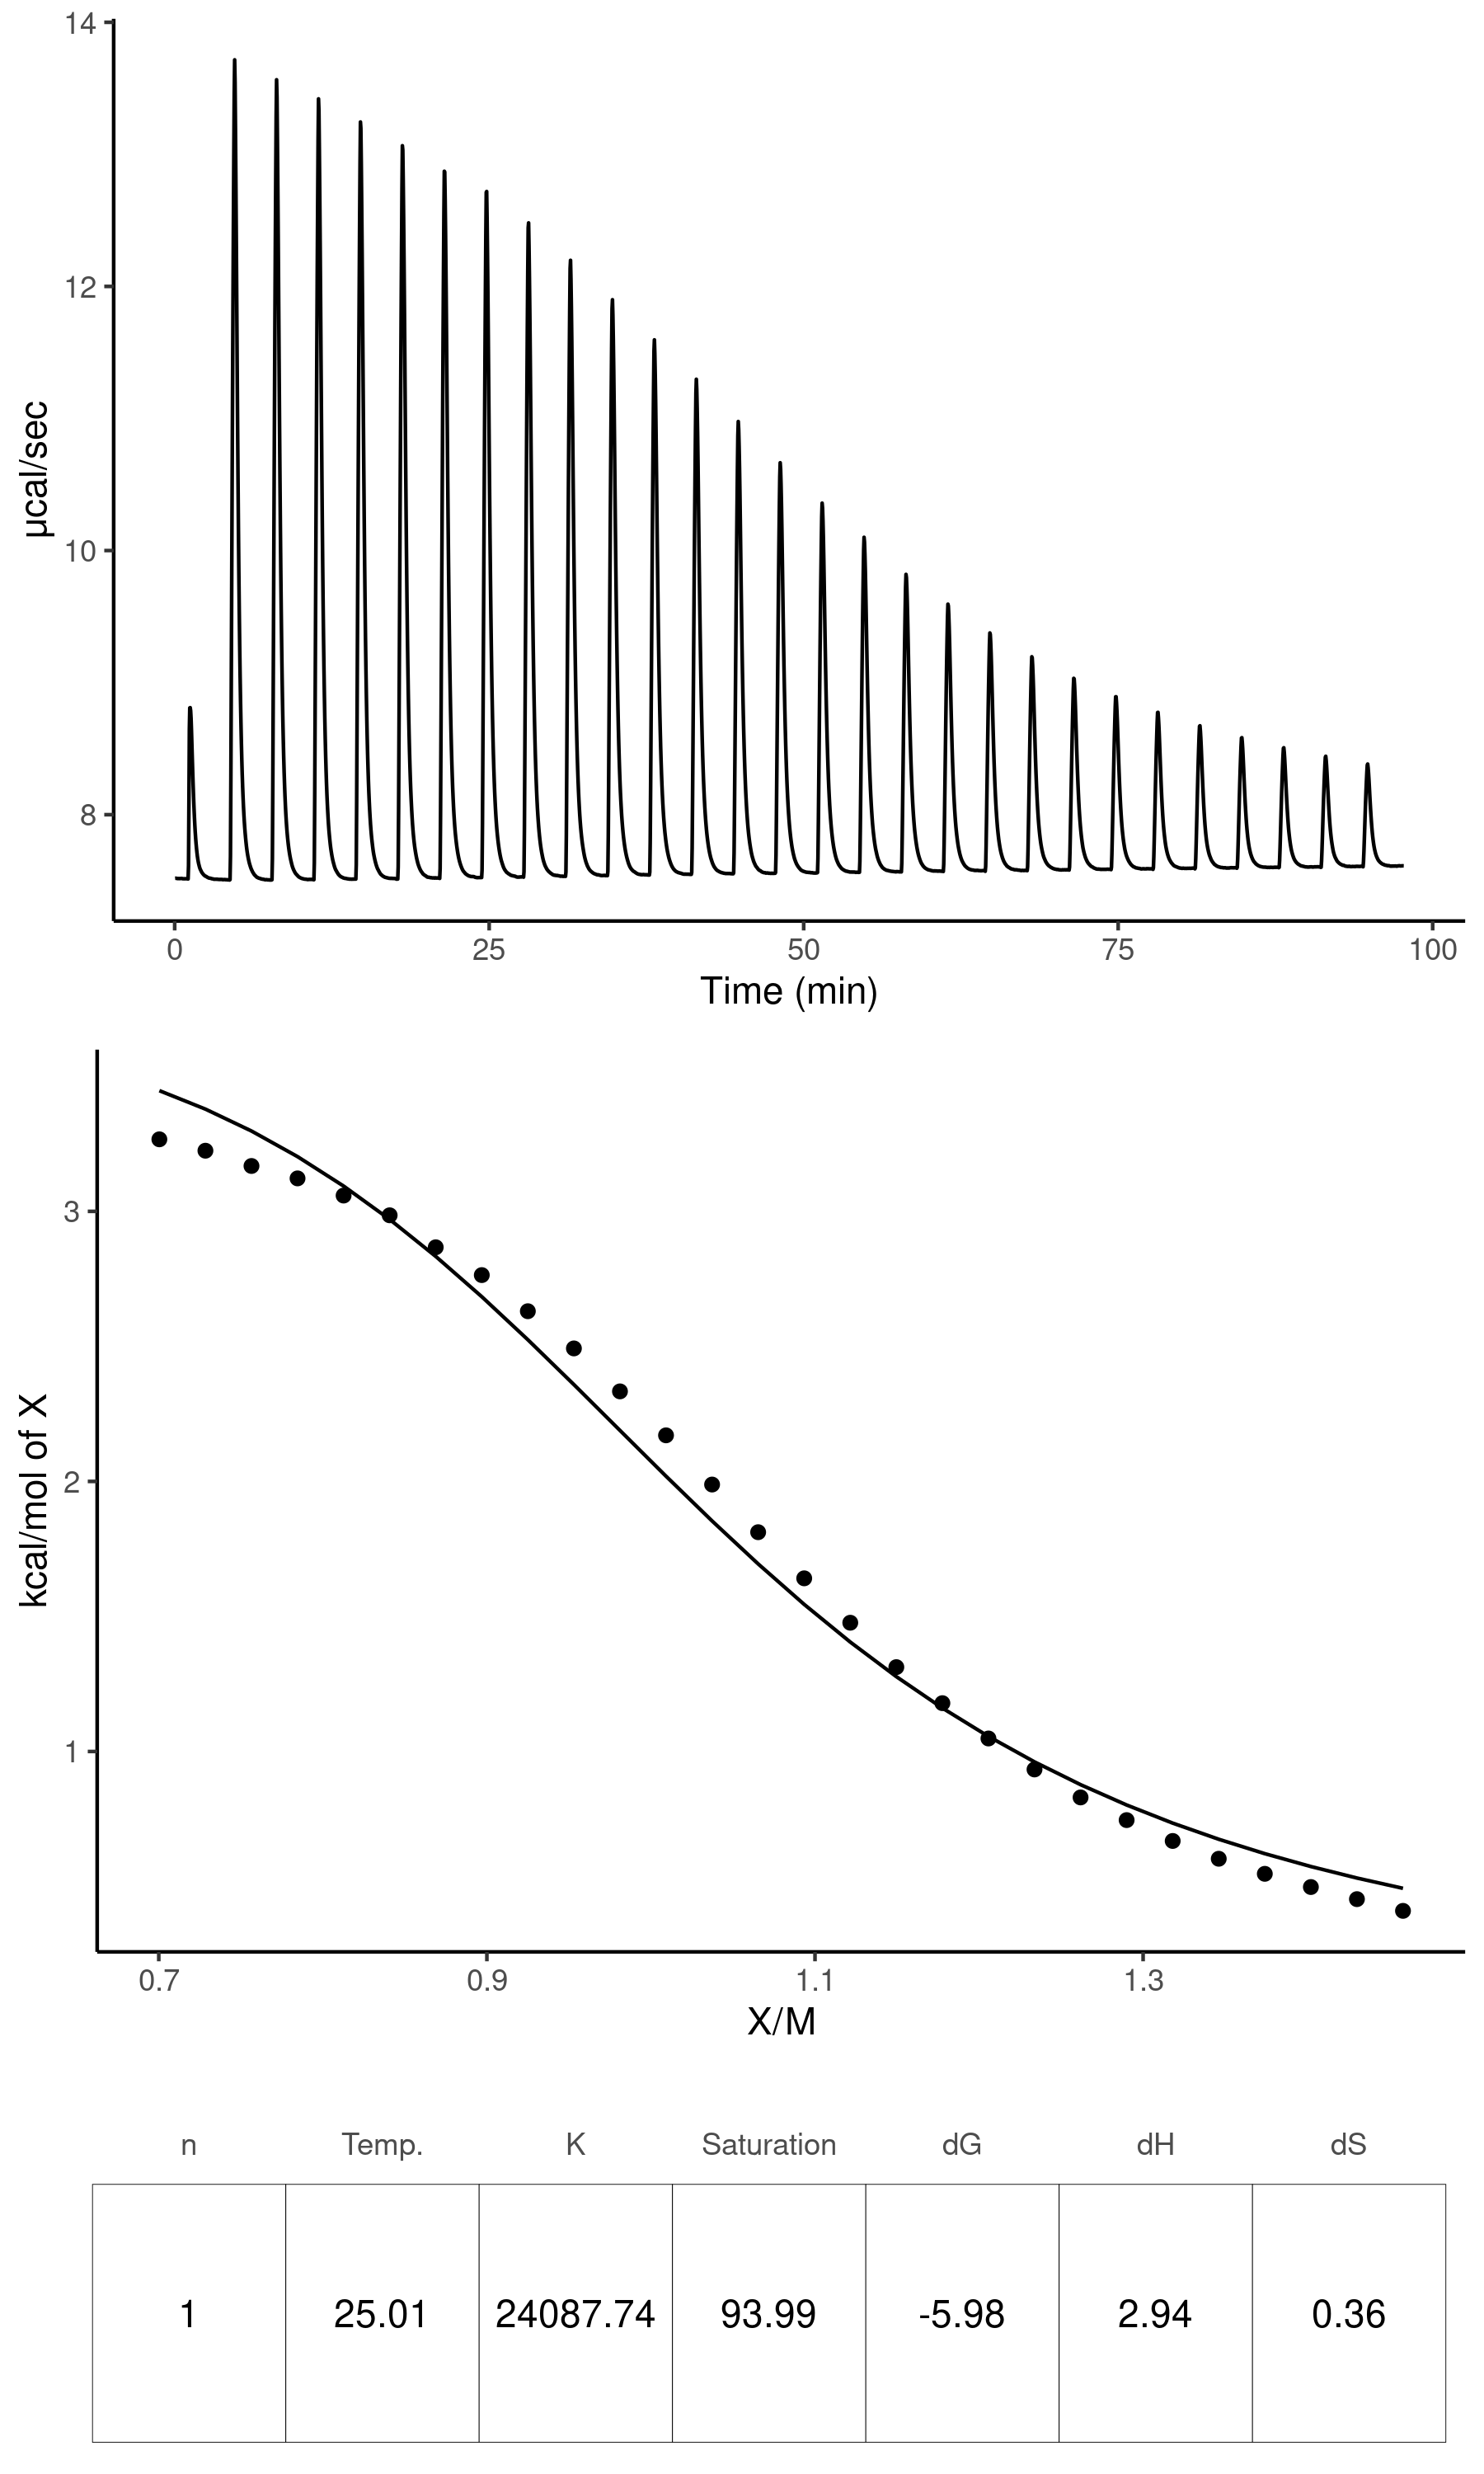 14
12
10
8
µcal/sec
0 25 50 75 100
Time (min)
3
2
1
kcal/mol of X
0.7 0.9 1.1 1.3
X/M
n Temp. K Saturation dG dH dS
1 25.01 24087.74 93.99 -5.98 2.94 0.36